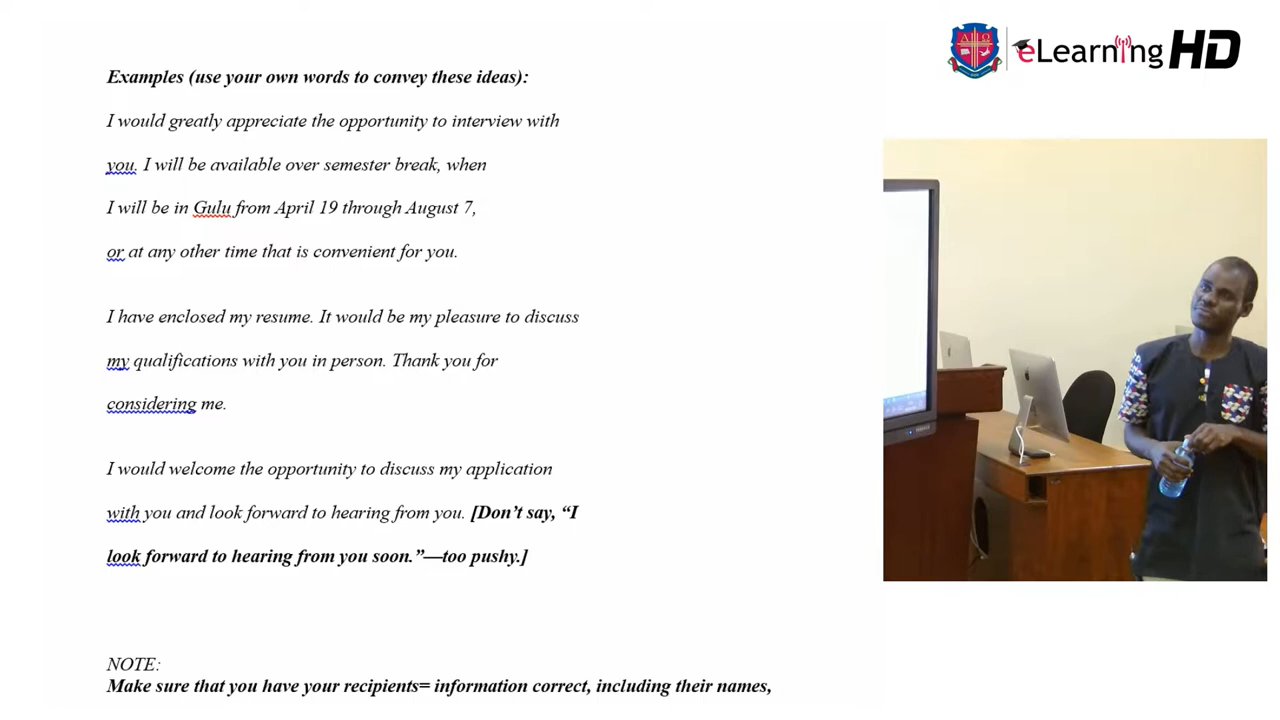 Examples (use your own words to convey these ideas):
I would greatly appreciate the opportunity to interview with
you. I will be available over semester break, when
I will be in Gulu from April 19 through August 7,
or at any other time that is convenient for you.
I have enclosed my resume. It would be my pleasure to discuss
my qualifications with you in person. Thank you for
considering me.
I would welcome the opportunity to discuss my application
with you and look forward to hearing from you. [Don’t say, “I
look forward to hearing from you soon.”—too pushy.]
NOTE:
Make sure that you have your recipients= information correct, including their names,
eLearning HD